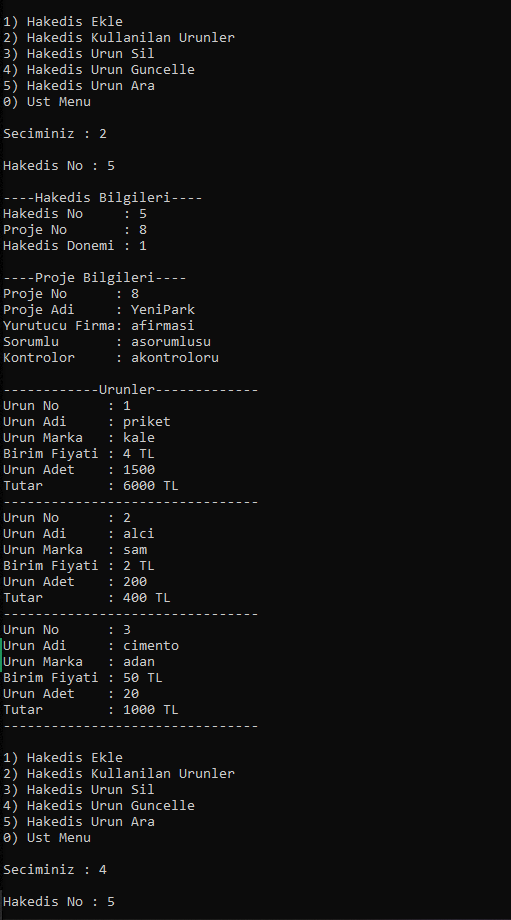 1) Hakedis Ekle
2) Hakedis Kullanilan Urunler
3) Hakedis Urun Sil
4) Hakedis Urun Guncelle
5) Hakedis Urun Ara
0) Ust Menu
Seciminiz : 2
Hakedis No : 5
----Hakedis Bilgileri----
Hakedis No     : 5
Proje No       : 8
Hakedis Donemi : 1
----Proje Bilgileri----
Proje No      : 8
Proje Adi     : YeniPark
Yurutucu Firma: afirmasi
Sorumlu       : asorumlusu
Kontrolor     : akontroloru
------------Urunler-------------
Urun No      : 1
Urun Adi     : priket
Urun Marka   : kale
Birim Fiyati : 4 TL
Urun Adet    : 1500
Tutar        : 6000 TL
--------------------------------
Urun No      : 2
Urun Adi     : alci
Urun Marka   : sam
Birim Fiyati : 2 TL
Urun Adet    : 200
Tutar        : 400 TL
--------------------------------
Urun No      : 3
Urun Adi     : cimento
Urun Marka   : adan
Birim Fiyati : 50 TL
Urun Adet    : 20
Tutar        : 1000 TL
--------------------------------
1) Hakedis Ekle
2) Hakedis Kullanilan Urunler
3) Hakedis Urun Sil
4) Hakedis Urun Guncelle
5) Hakedis Urun Ara
0) Ust Menu
Seciminiz : 4
Hakedis No : 5